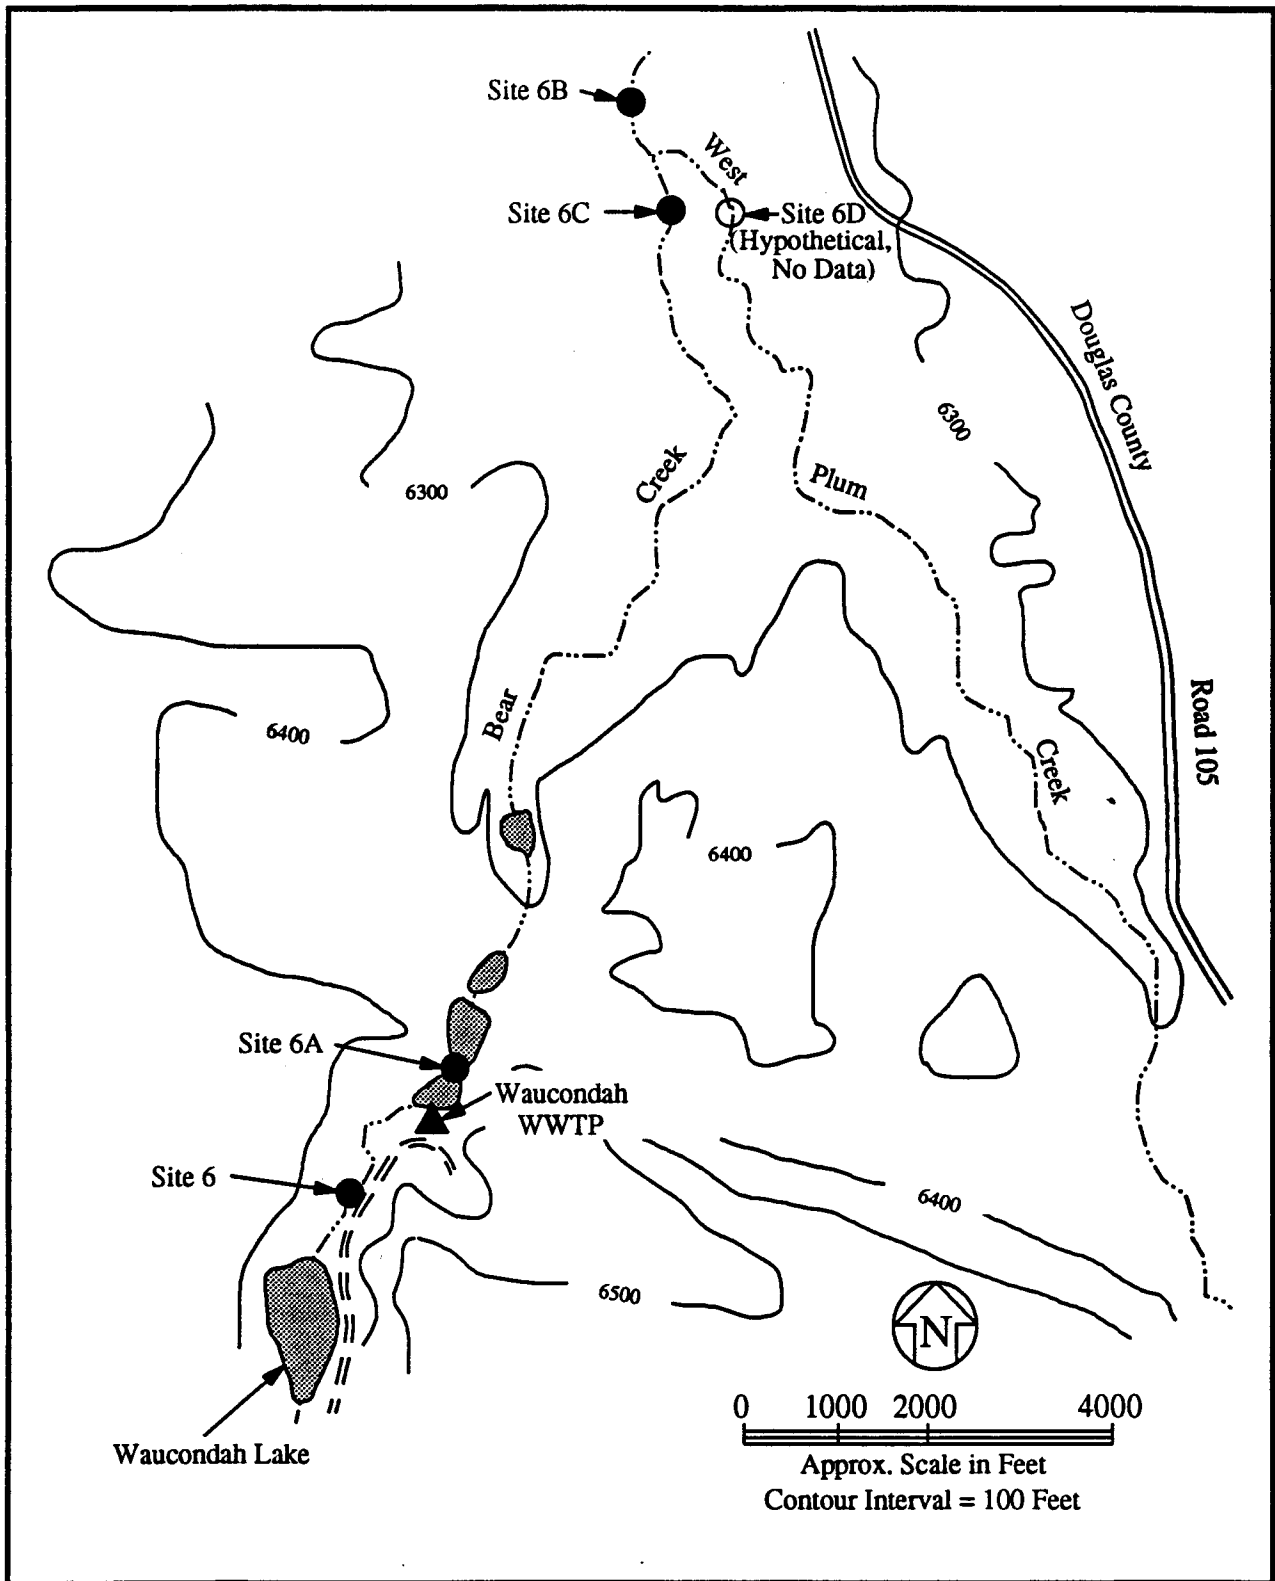 Site 6B
West
Site 6C
Site 6D
(Hypothetical,
No Data)
Douglas County
6300
Creek
6300
Plum
Road 105
Bear
6400
Creek
6400
Site 6A
Waucondah
WWTP
Site 6
6400
6500
N
0 1000 2000 4000
Approx. Scale in Feet
Contour Interval = 100 Feet
Waucondah Lake